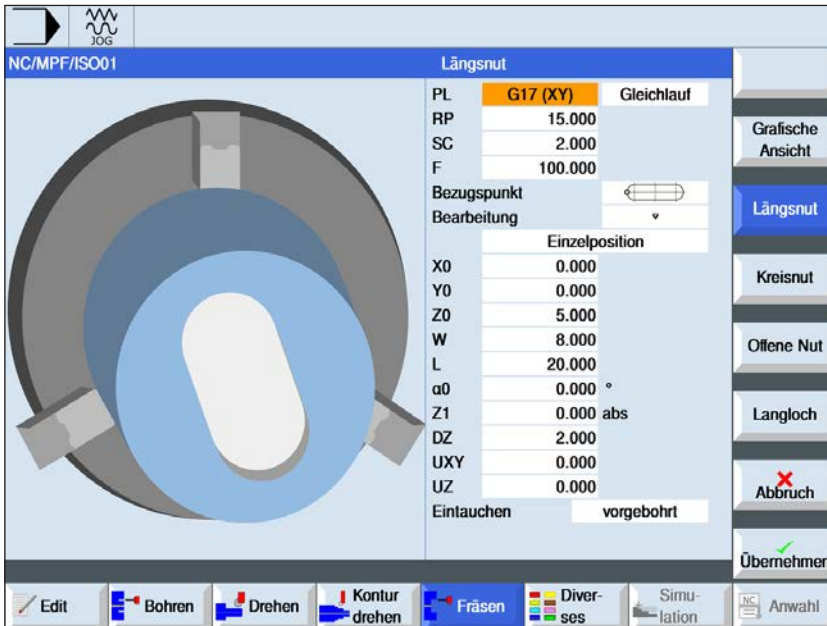 JOG
NC/MPF/ISO01
Längsnut
PL G17 (XY) Gleichlauf
RP 15.000
SC 2.000
F 100.000
Bezugspunkt
Bearbeitung
Einzelposition
X0 0.000
Y0 0.000
Z0 5.000
W 8.000
L 20.000
α0 0.000 °
Z1 0.000 abs
DZ 2.000
UXY 0.000
UZ 0.000
Eintauchen vorgebohrt
Grafische
Ansicht
Längsnut
Kreisnut
Offene Nut
Langloch
Abbruch
Übernehmen
Edit
Bohren
Drehen
Kontur
drehen
Fräsen
Diver-
ses
Simu-
lation
NC
Anwahl